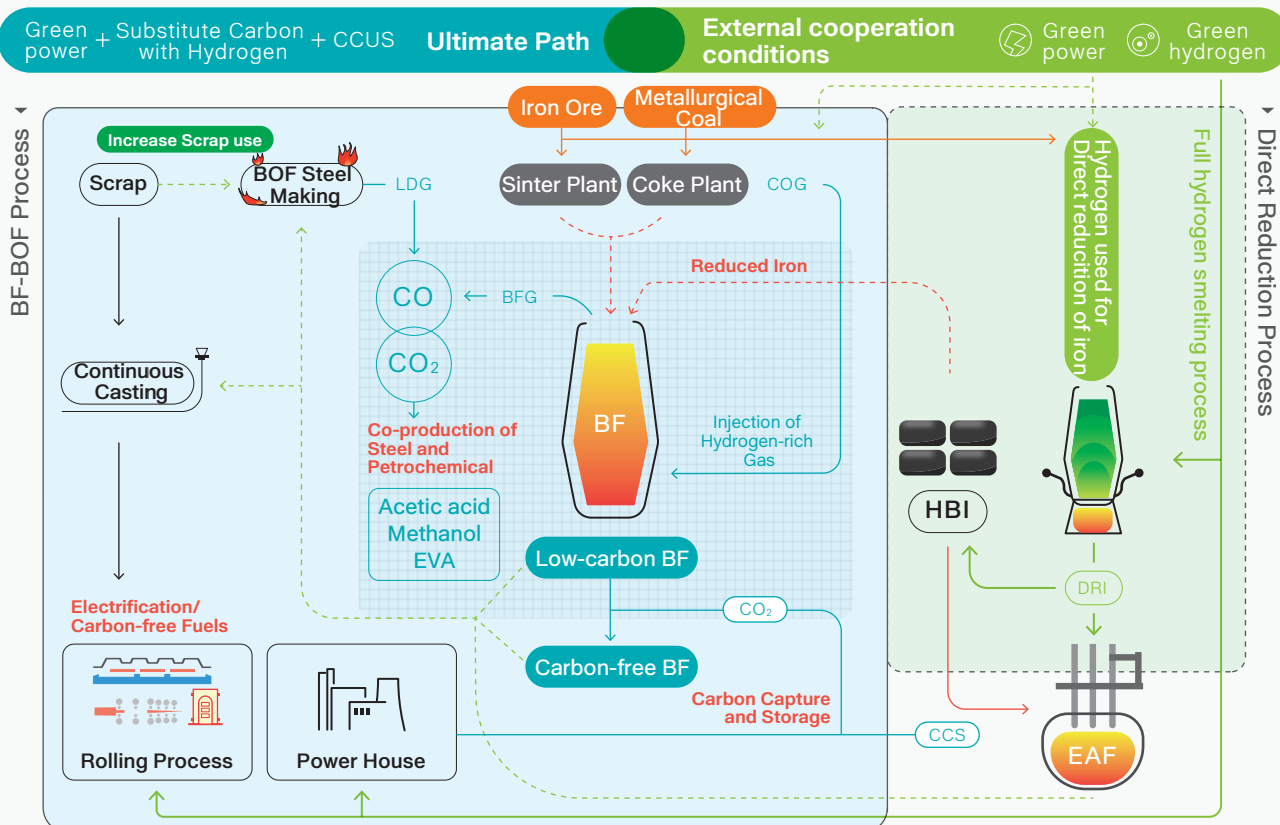 Green
power
+
Substitute Carbon
with Hydrogen
+
CCUS
Ultimate Path
External cooperation
conditions
Green
power
Green
hydrogen
BF-BOF Process
Increase Scrap use
Scrap
BOF Steel
Making
LDG
Iron Ore
Metallurgical
Coal
Sinter Plant
Coke Plant
COG
Reduced Iron
CO
BFG
CO₂
BF
Co-production of
Steel and
Petrochemical
Acetic acid
Methanol
EVA
Injection of
Hydrogen-rich
Gas
Continuous
Casting
Low-carbon BF
CO₂
Carbon-free BF
Electrification/
Carbon-free Fuels
Rolling Process
Power House
Carbon Capture
and Storage
CCS
Hydrogen used for
Direct reducition of iron
Full hydrogen smelting process
Direct Reduction Process
HBI
DRI
EAF